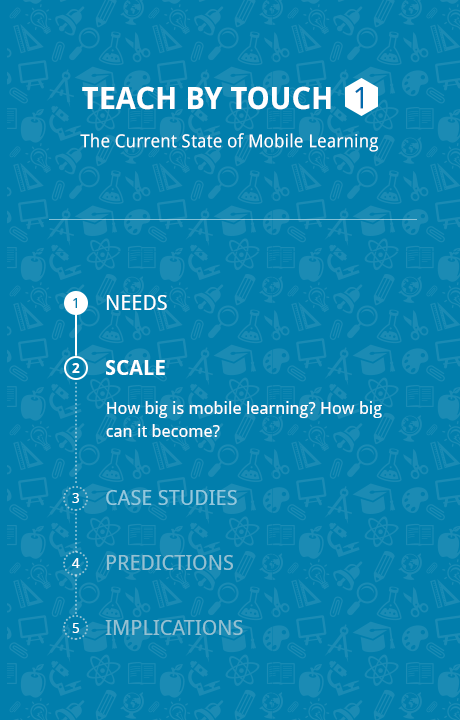 TEACH BY TOUCH 1
The Current State of Mobile Learning
1 NEEDS
2 SCALE
How big is mobile learning? How big
can it become?
3 CASE STUDIES
4 PREDICTIONS
5 IMPLICATIONS